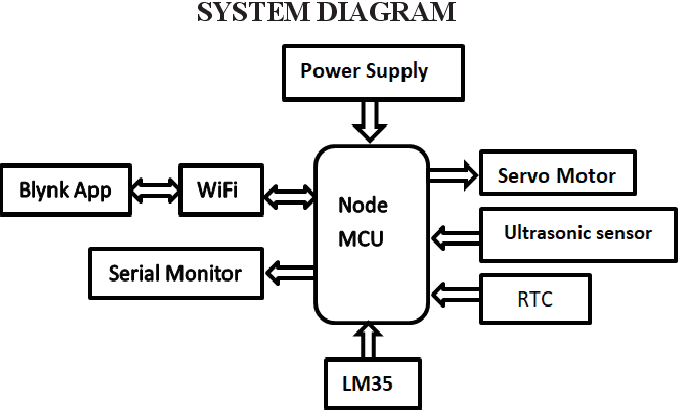 SYSTEM DIAGRAM
Power Supply
Blynk App
WiFi
Node
MCU
Servo Motor
Ultrasonic sensor
Serial Monitor
RTC
LM35